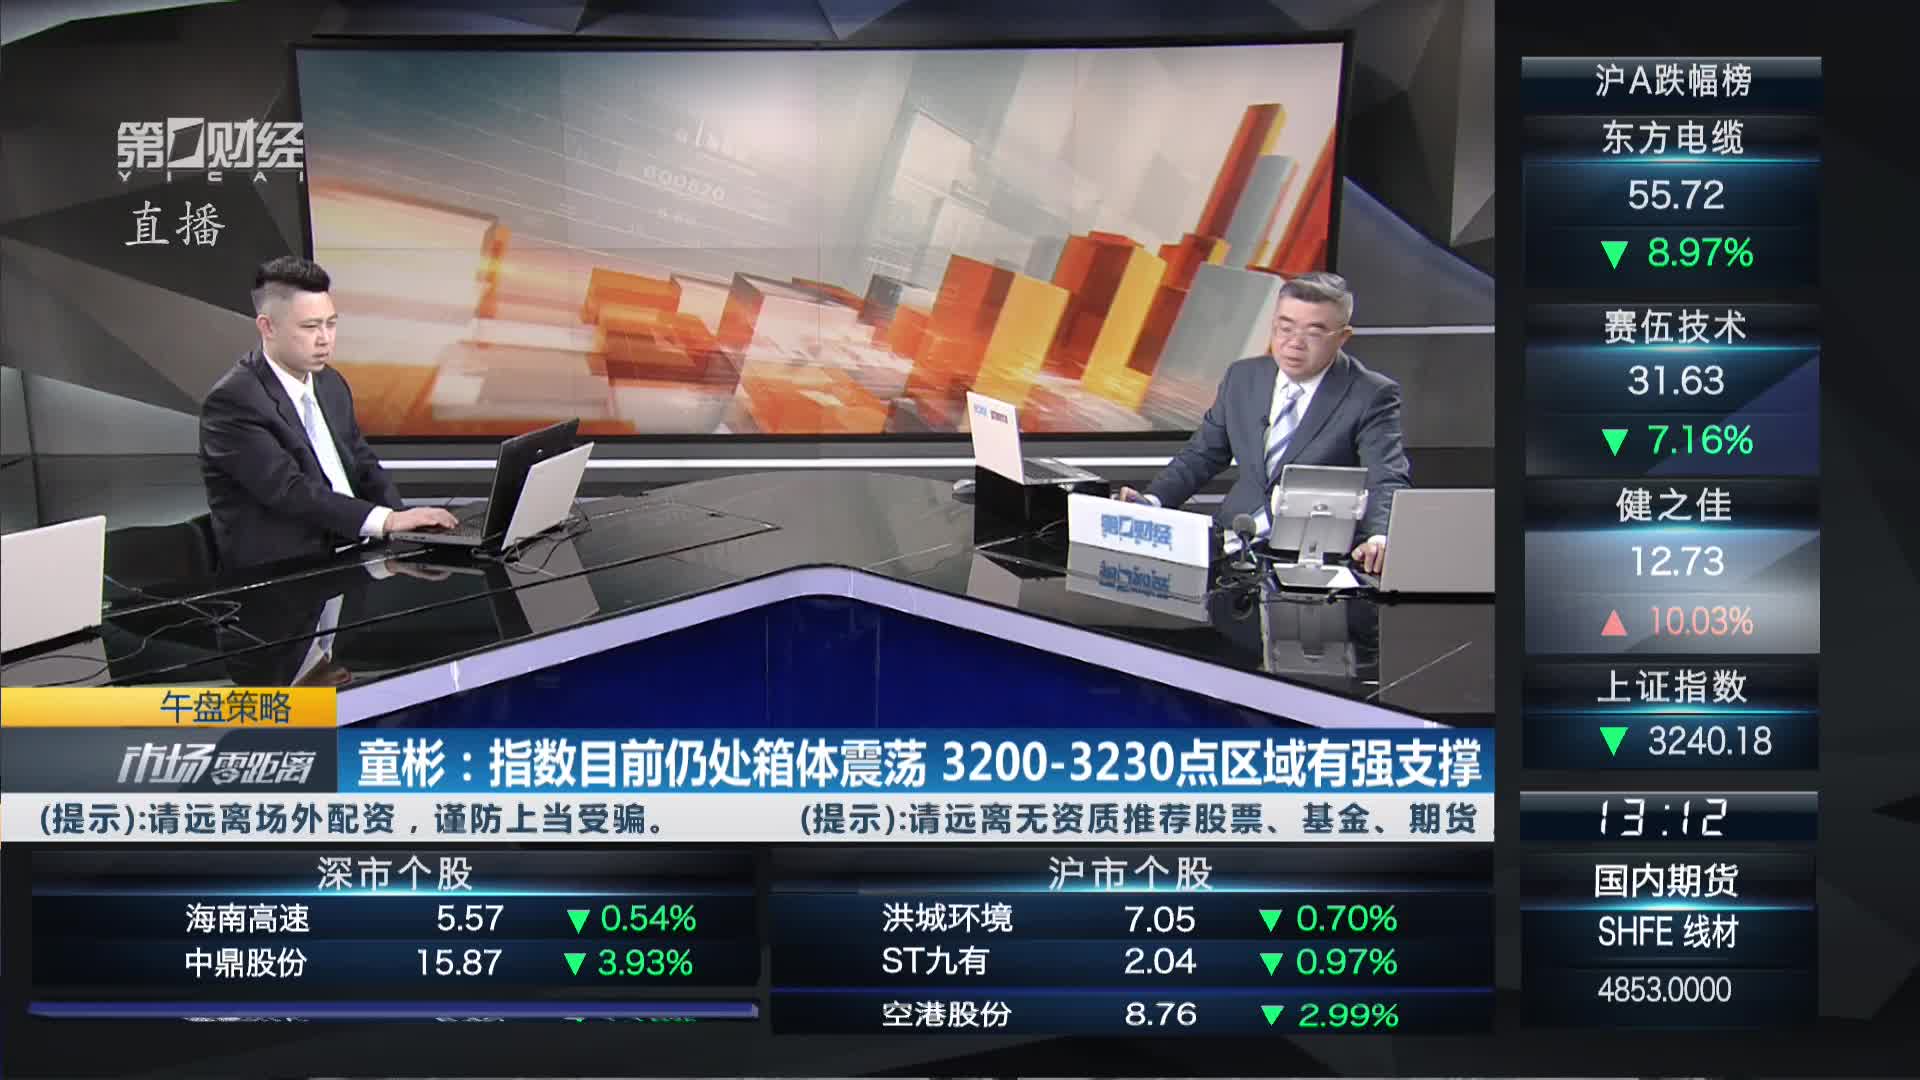 第一财经
YICAI
直播
600820
第一财经
午盘策略
市场零距离
童彬：指数目前仍处箱体震荡 3200-3230点区域有强支撑
(提示):请远离场外配资，谨防上当受骗。
(提示):请远离无资质推荐股票、基金、期货
深市个股
海南高速 5.57 ▼0.54%
中鼎股份 15.87 ▼3.93%
沪市个股
洪城环境 7.05 ▼0.70%
ST九有 2.04 ▼0.97%
空港股份 8.76 ▼2.99%
沪A跌幅榜
东方电缆
55.72
▼ 8.97%
赛伍技术
31.63
▼ 7.16%
健之佳
12.73
▲ 10.03%
上证指数
▼ 3240.18
13:12
国内期货
SHFE 线材
4853.0000